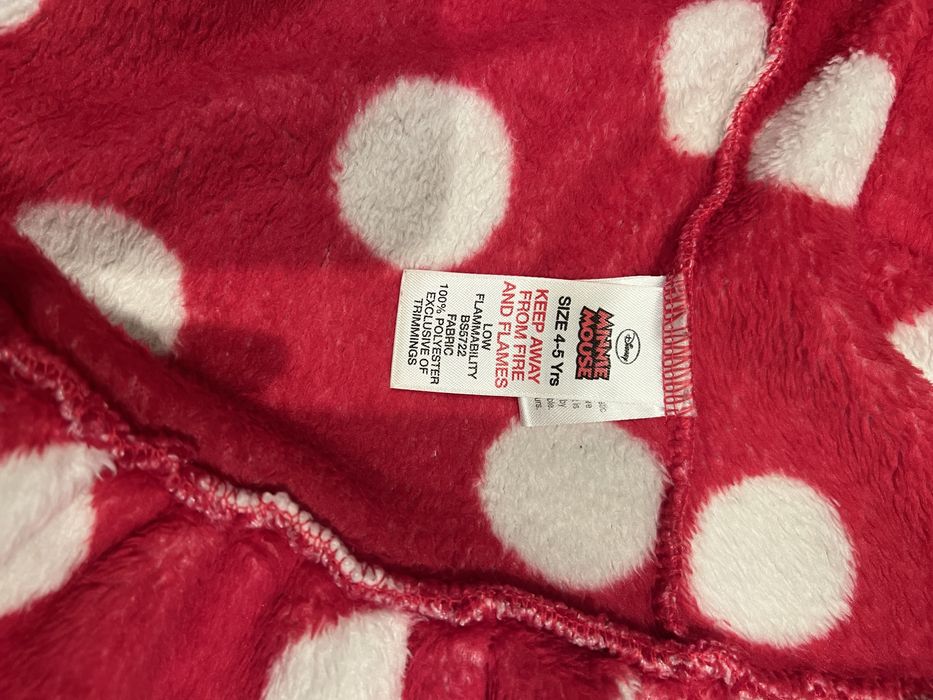 Disney
MINNIE
MOUSE
SIZE 4-5 Yrs
KEEP AWAY
FROM FIRE
AND FLAMES
LOW
FLAMMABILITY
BS5722
FABRIC
100% POLYESTER
EXCLUSIVE OF
TRIMMINGS
by